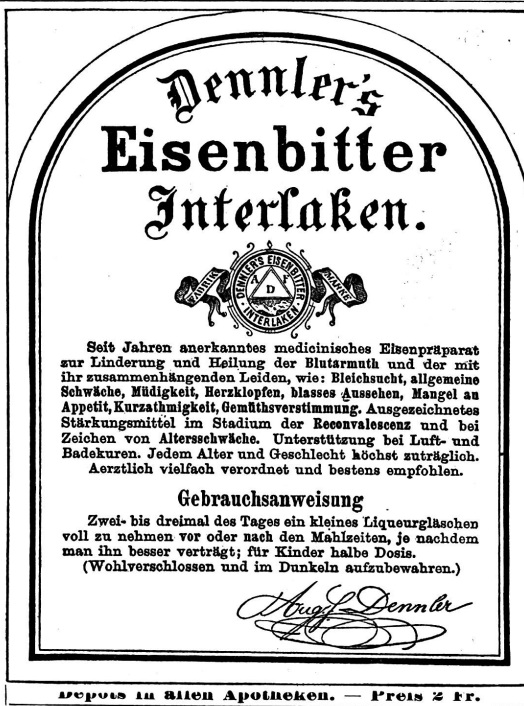 Dennler's
Eisenbitter
Interlaken.
DENNLER'S EISENBITTER
FABRIK
A D F
MARKE
INTERLAKEN
Seit Jahren anerkanntes medicinisches Eisenpräparat
zur Linderung und Heilung der Blutarmuth und der mit
ihr zusammenhängenden Leiden, wie: Bleichsucht, allgemeine
Schwäche, Müdigkeit, Herzklopfen, blasses Aussehen, Mangel an
Appetit, Kurzathmigkeit, Gemüthsverstimmung. Ausgezeichnetes
Stärkungsmittel im Stadium der Reconvalescenz und bei
Zeichen von Altersschwäche. Unterstützung bei Luft- und
Badekuren. Jedem Alter und Geschlecht höchst zuträglich.
Aerztlich vielfach verordnet und bestens empfohlen.
Gebrauchsanweisung
Zwei- bis dreimal des Tages ein kleines Liqueurgläschen
voll zu nehmen vor oder nach den Mahlzeiten, je nachdem
man ihn besser verträgt; für Kinder halbe Dosis.
(Wohlverschlossen und im Dunkeln aufzubewahren.)
Aug. F. Dennler
Depots in allen Apotheken. — Preis 2 Fr.